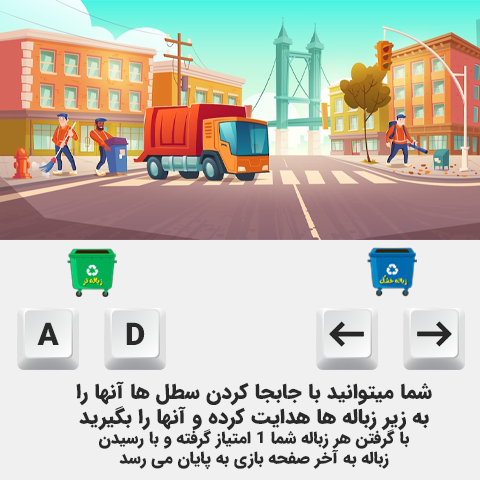 زباله تر
زباله خشک
A D ← →
شما میتوانید با جابجا کردن سطل ها آنها را
به زیر زباله ها هدایت کرده و آنها را بگیرید
با گرفتن هر زباله شما 1 امتیاز گرفته و با رسیدن
زباله به آخر صفحه بازی به پایان می رسد